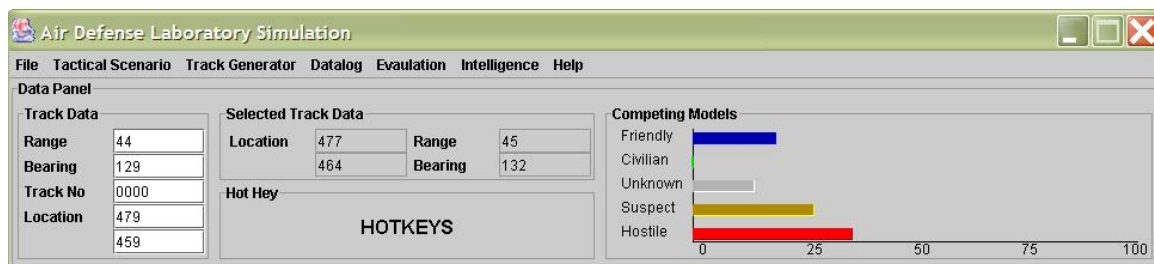 Air Defense Laboratory Simulation
File Tactical Scenario Track Generator Datalog Evaulation Intelligence Help
Data Panel
Track Data
Range 44
Bearing 129
Track No 0000
Location 479
459
Selected Track Data
Location 477 Range 45
464 Bearing 132
Hot Hey
HOTKEYS
Competing Models
Friendly
Civilian
Unknown
Suspect
Hostile
0 25 50 75 100